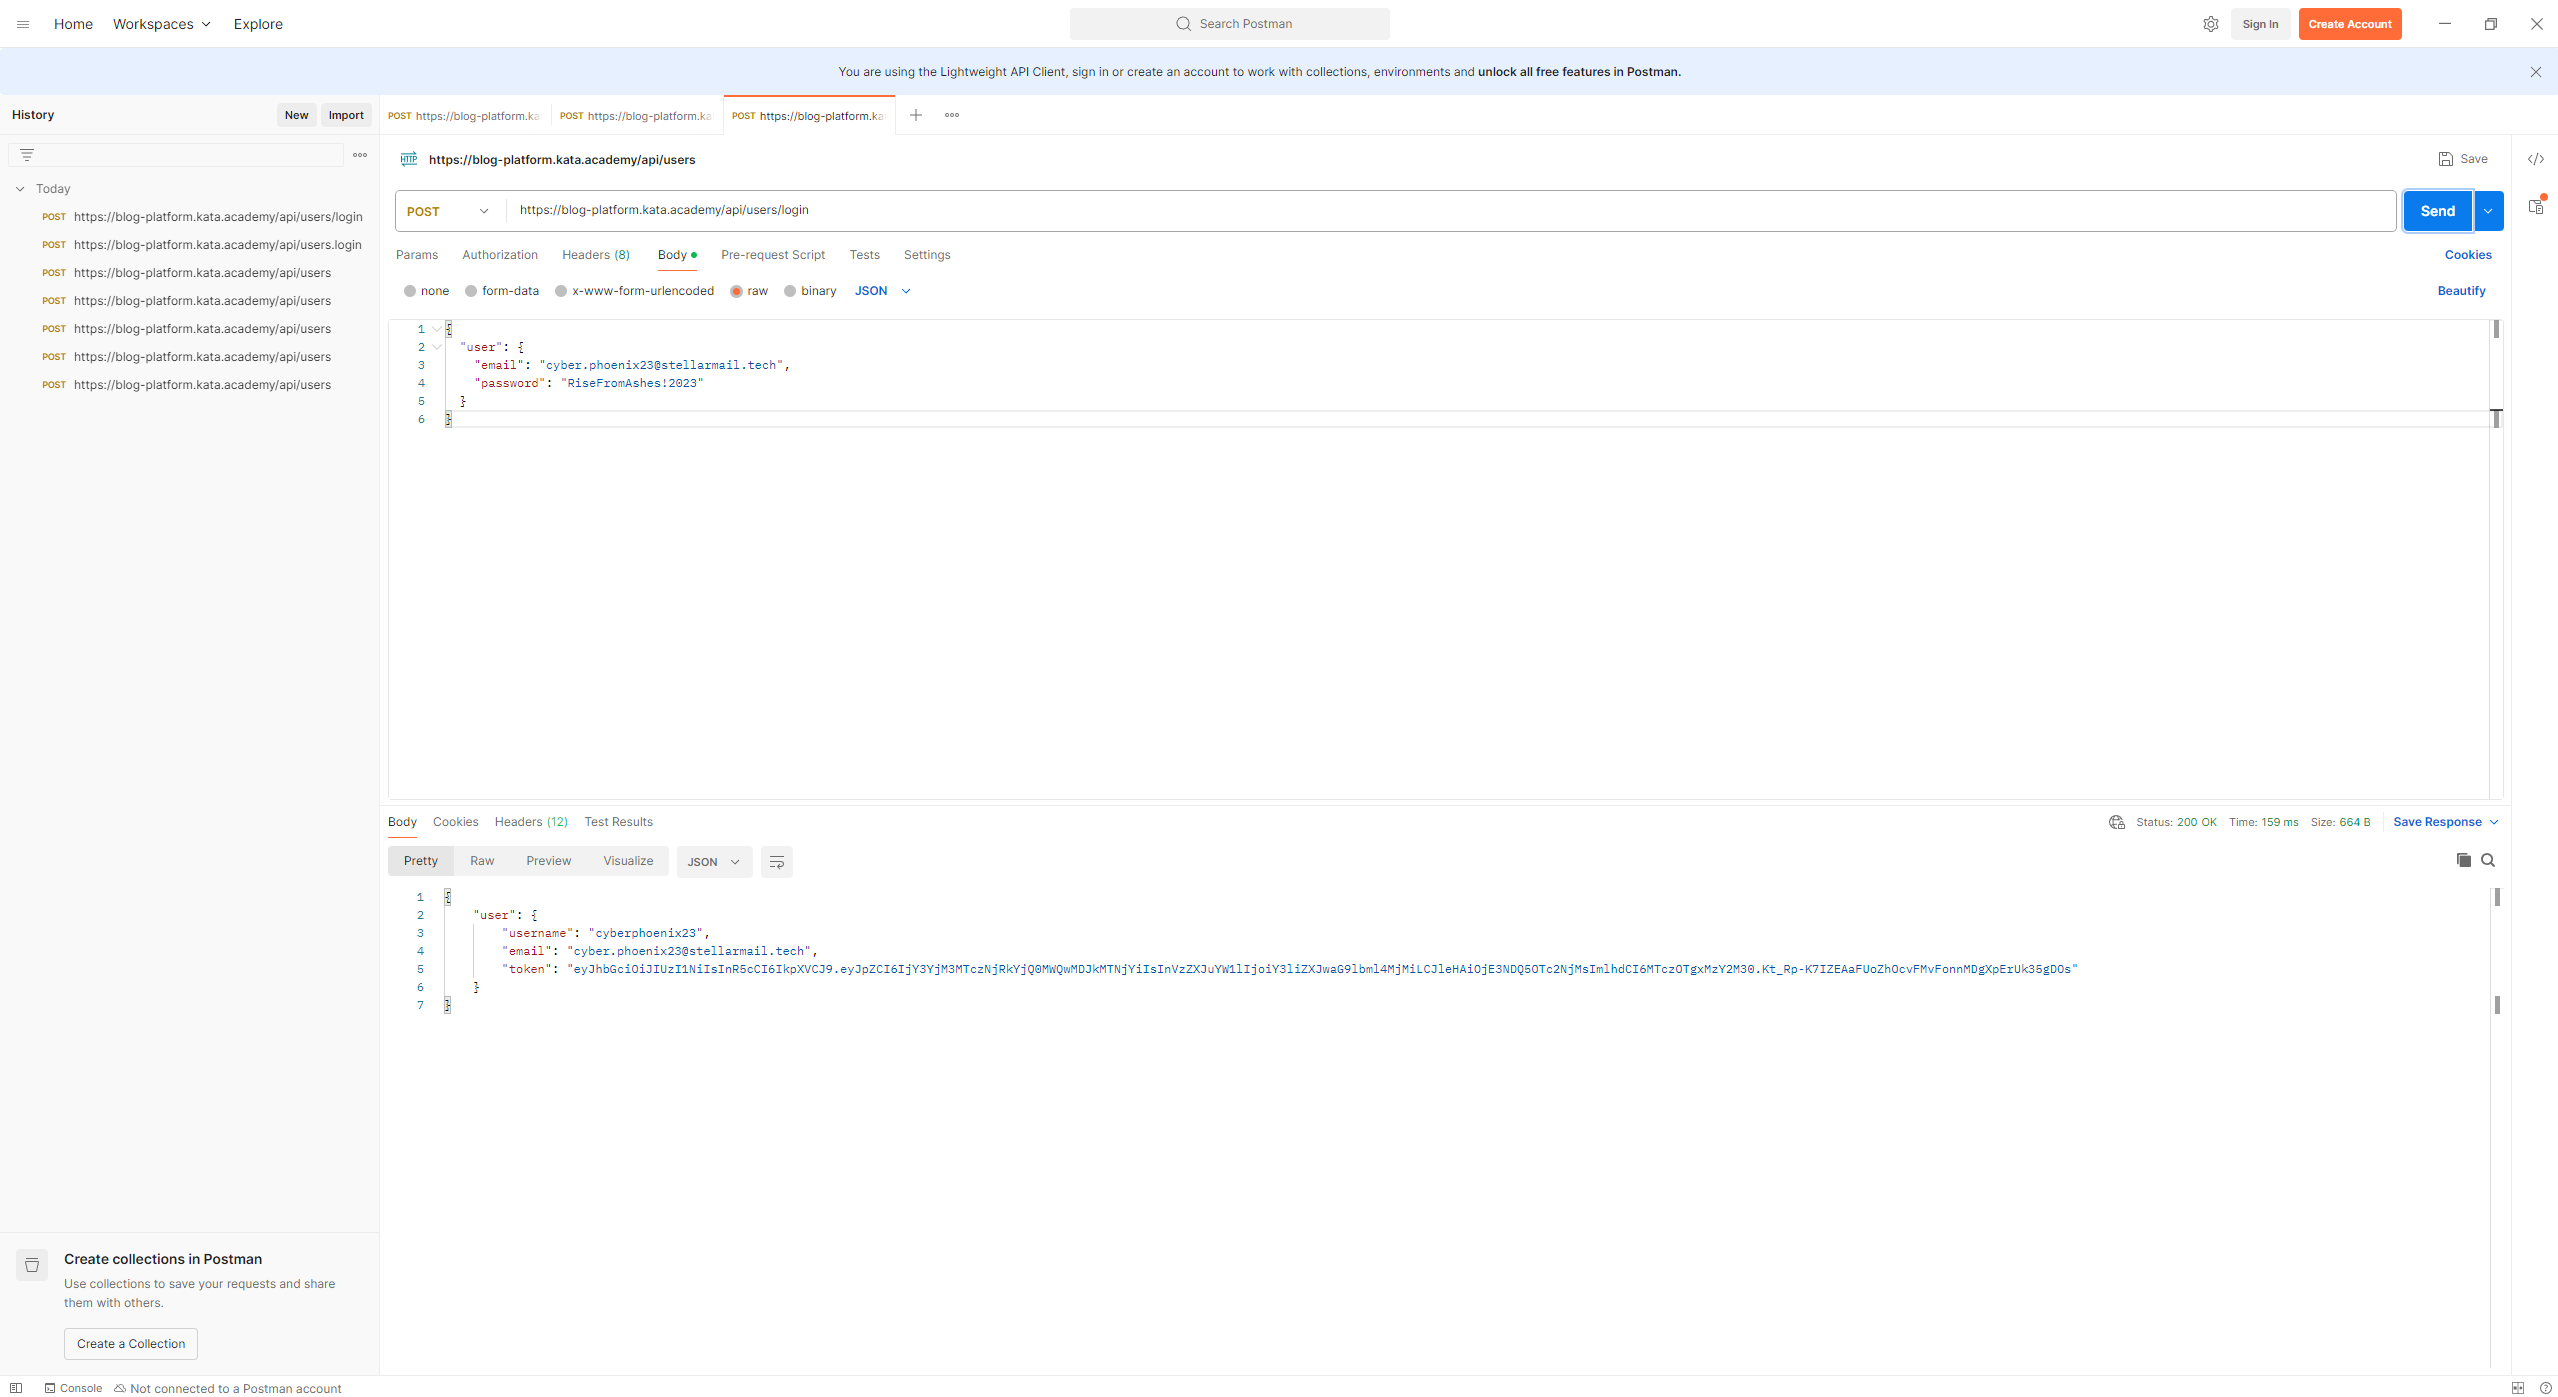 Home Workspaces Explore
Search Postman
Sign In Create Account
You are using the Lightweight API Client, sign in or create an account to work with collections, environments and unlock all free features in Postman.
History New Import
POST https://blog-platform.ka POST https://blog-platform.ka POST https://blog-platform.ka
Today
POST https://blog-platform.kata.academy/api/users/login
POST https://blog-platform.kata.academy/api/users.login
POST https://blog-platform.kata.academy/api/users
POST https://blog-platform.kata.academy/api/users
POST https://blog-platform.kata.academy/api/users
POST https://blog-platform.kata.academy/api/users
POST https://blog-platform.kata.academy/api/users
HTTP https://blog-platform.kata.academy/api/users
Save
POST https://blog-platform.kata.academy/api/users/login
Send
Params Authorization Headers (8) Body Pre-request Script Tests Settings
Cookies
none form-data x-www-form-urlencoded raw binary JSON
Beautify
1 {
2 "user": {
3 "email": "cyber.phoenix23@stellarmail.tech",
4 "password": "RiseFromAshes!2023"
5 }
6 }
Body Cookies Headers (12) Test Results
Status: 200 OK Time: 159 ms Size: 664 B Save Response
Pretty Raw Preview Visualize JSON
1 {
2 "user": {
3 "username": "cyberphoenix23",
4 "email": "cyber.phoenix23@stellarmail.tech",
5 "token": "eyJhbGciOiJIUzI1NiIsInR5cCI6IkpXVCJ9.eyJpZCI6IjY3YjM3MTczNjRkYjQ0MWQwMDJkMTNjYiIsInVzZXJuYW1lIjoiY3liZXJwaG9lbml4MjMiLCJleHAiOjE3NDQ5OTc2NjMsImlhdCI6MTczOTgxMzY2M30.Kt_Rp-K7IZEAaFUoZhOcvFMvFonnMDgXpErUk35gDOs"
6 }
7 }
Create collections in Postman
Use collections to save your requests and share
them with others.
Create a Collection
Console Not connected to a Postman account